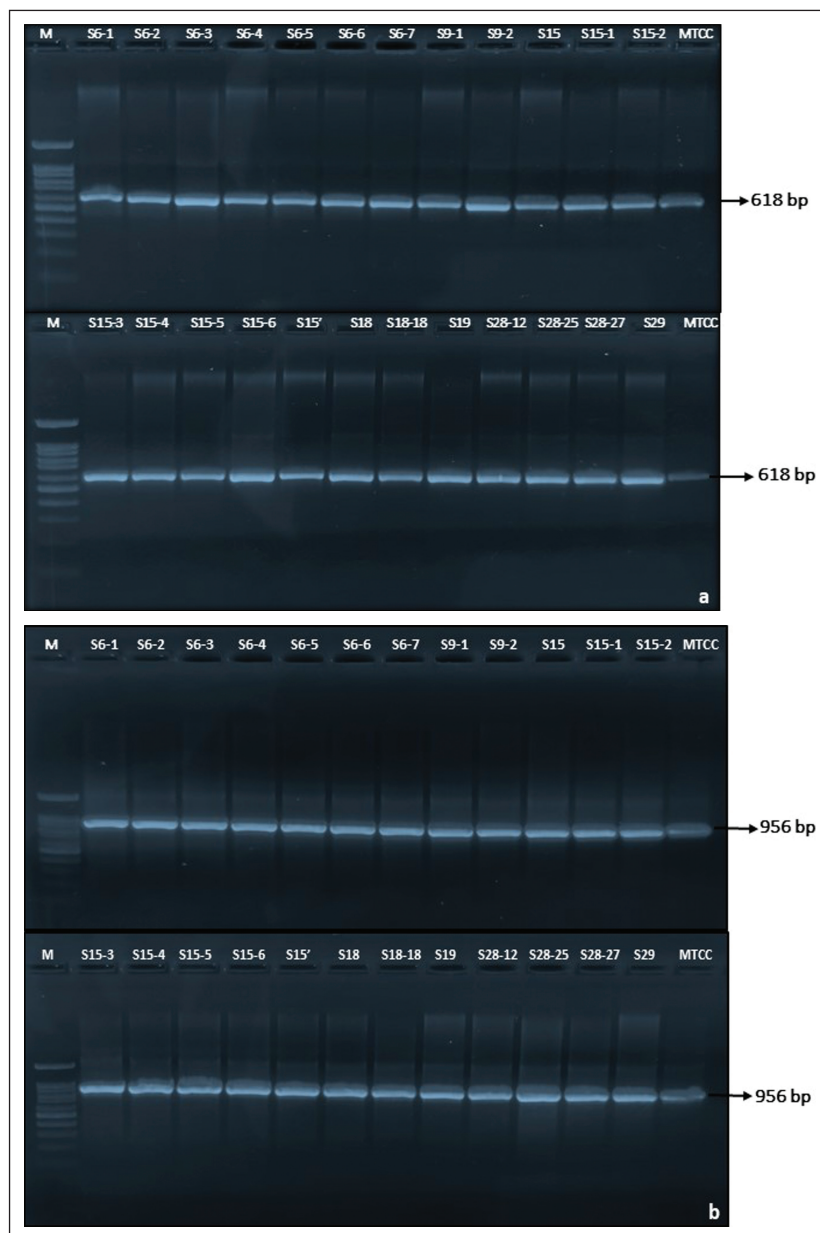 M S6-1 S6-2 S6-3 S6-4 S6-5 S6-6 S6-7 S9-1 S9-2 S15 S15-1 S15-2 MTCC
618 bp
M S15-3 S15-4 S15-5 S15-6 S15′ S18 S18-18 S19 S28-12 S28-25 S28-27 S29 MTCC
618 bp
a
M S6-1 S6-2 S6-3 S6-4 S6-5 S6-6 S6-7 S9-1 S9-2 S15 S15-1 S15-2 MTCC
956 bp
M S15-3 S15-4 S15-5 S15-6 S15′ S18 S18-18 S19 S28-12 S28-25 S28-27 S29 MTCC
956 bp
b